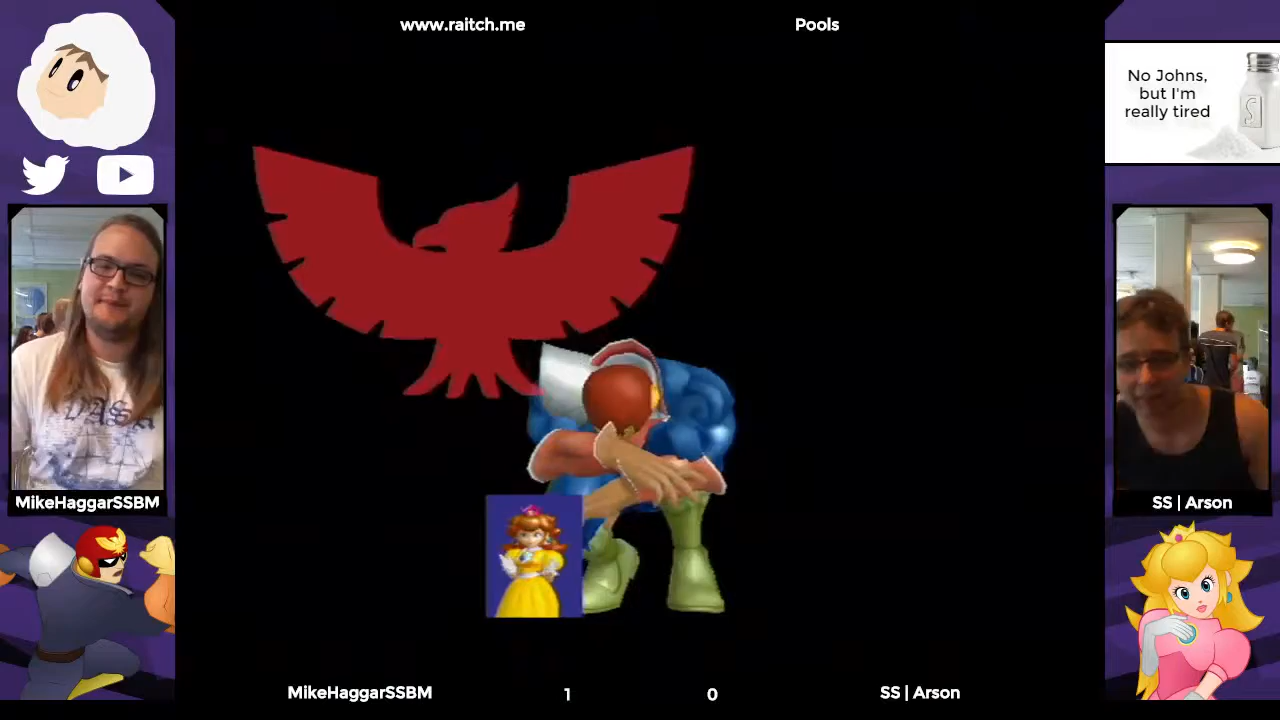 www.raitch.me
Pools
No Johns,
but I'm
really tired
MikeHaggarSSBM
SS | Arson
MikeHaggarSSBM
1
0
SS | Arson